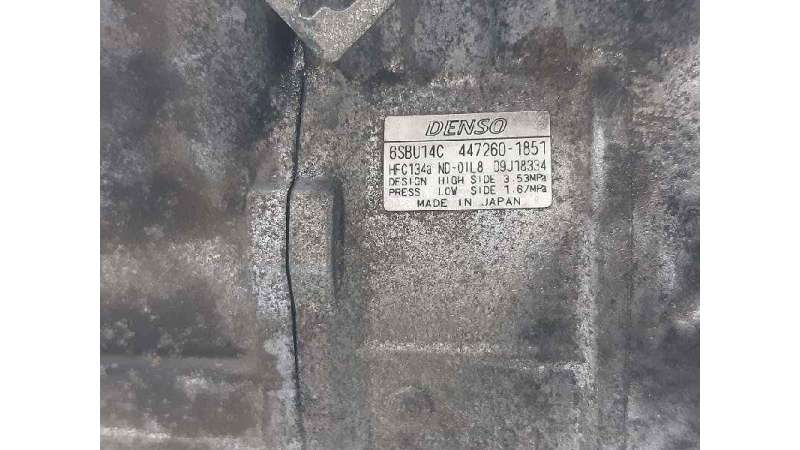 DENSO
6SBU14C 447260-1851
HFC134a ND-OIL8 09J18334
DESIGN HIGH SIDE 3.53MPa
PRESS LOW SIDE 1.67MPa
MADE IN JAPAN